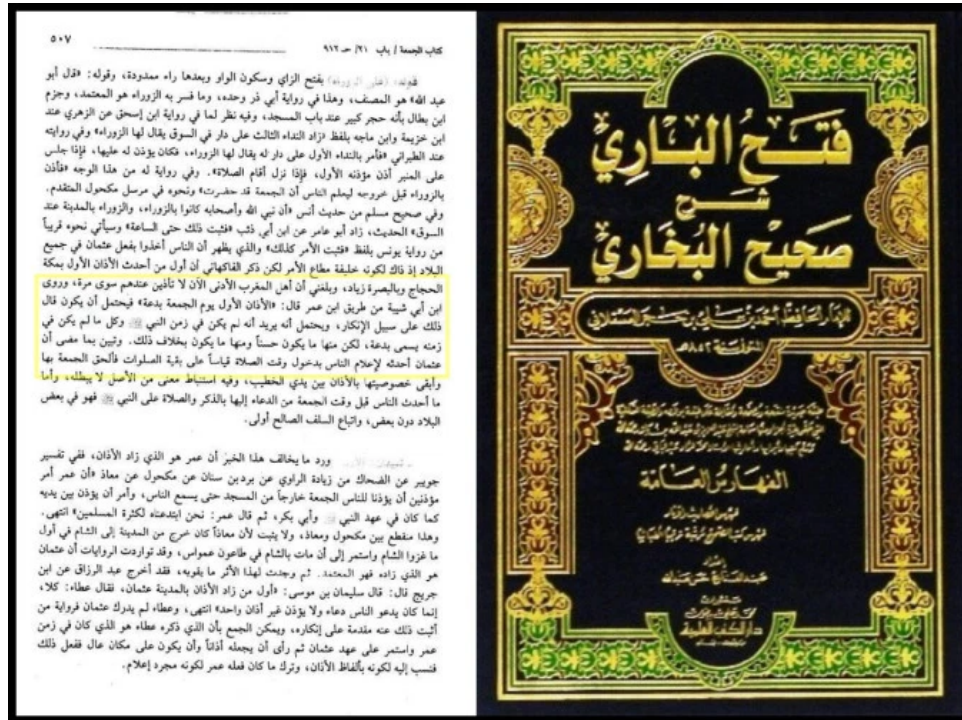 كتاب الجمعة / باب ٢١/ حـ ٩١٢
٥٠٧
قوله: (على الزوراء) بفتح الزاي وسكون الواو وبعدها راء ممدودة، وقوله: «قال أبو
عبد الله» هو المصنف، وهذا في رواية أبي ذر وحده، وما فسر به الزوراء هو المعتمد، وجزم
ابن بطال بأنه حجر كبير عند باب المسجد، وفيه نظر لما في رواية ابن إسحق عن الزهري عند
ابن خزيمة وابن ماجه بلفظ «زاد النداء الثالث على دار في السوق يقال لها الزوراء» وفي روايته
عند الطبراني «فأمر بالنداء الأول على دار له يقال لها الزوراء، فكان يؤذن له عليها، فإذا جلس
على المنبر أذن مؤذنه الأول، فإذا نزل أقام الصلاة». وفي رواية له من هذا الوجه «فأذن
بالزوراء قبل خروجه ليعلم الناس أن الجمعة قد حضرت» ونحوه في مرسل مكحول المتقدم.
وفي صحيح مسلم من حديث أنس «أن نبي الله وأصحابه كانوا بالزوراء، والزوراء بالمدينة عند
السوق» الحديث، زاد أبو عامر عن ابن أبي ذئب «فثبت ذلك حتى الساعة» وسيأتي نحوه قريباً
من رواية يونس بلفظ «فثبت الأمر كذلك» والذي يظهر أن الناس أخذوا بفعل عثمان في جميع
البلاد إذ ذاك لكونه خليفة مطاع الأمر لكن ذكر الفاكهاني أن أول من أحدث الأذان الأول بمكة
الحجاج وبالبصرة زياد، وبلغني أن أهل المغرب الأدنى الآن لا تأذين عندهم سوى مرة، وروى
ابن أبي شيبة من طريق ابن عمر قال: «الأذان الأول يوم الجمعة بدعة» فيحتمل أن يكون قال
ذلك على سبيل الإنكار، ويحتمل أنه يريد أنه لم يكن في زمن النبي ﷺ وكل ما لم يكن في
زمنه يسمى بدعة، لكن منها ما يكون حسناً ومنها ما يكون بخلاف ذلك. وتبين بما مضى أن
عثمان أحدثه لإعلام الناس بدخول وقت الصلاة قياساً على بقية الصلوات فألحق الجمعة بها
وأبقى خصوصيتها بالأذان بين يدي الخطيب، وفيه استنباط معنى من الأصل لا يبطله، وأما
ما أحدث الناس قبل وقت الجمعة من الدعاء إليها بالذكر والصلاة على النبي ﷺ فهو في بعض
البلاد دون بعض، واتباع السلف الصالح أولى.
ورد ما يخالف هذا الخبر أن عمر هو الذي زاد الأذان، ففي تفسير
جويبر عن الضحاك من زيادة الراوي عن برد بن سنان عن مكحول عن معاذ «أن عمر أمر
مؤذنين أن يؤذنا للناس الجمعة خارجاً من المسجد حتى يسمع الناس، وأمر أن يؤذن بين يديه
كما كان في عهد النبي ﷺ وأبي بكر، ثم قال عمر: نحن ابتدعناه لكثرة المسلمين» انتهى.
وهذا منقطع بين مكحول ومعاذ، ولا يثبت لأن معاذاً كان خرج من المدينة إلى الشام في أول
ما غزوا الشام واستمر إلى أن مات بالشام في طاعون عمواس، وقد تواردت الروايات أن عثمان
هو الذي زاده فهو المعتمد. ثم وجدت لهذا الأثر ما يقويه، فقد أخرج عبد الرزاق عن ابن
جريج قال: قال سليمان بن موسى: «أول من زاد الأذان بالمدينة عثمان، فقال عطاء: كلا،
إنما كان يدعو الناس دعاء ولا يؤذن غير أذان واحد» انتهى، وعطاء لم يدرك عثمان فرواية من
أثبت ذلك عنه مقدمة على إنكاره، ويمكن الجمع بأن الذي ذكره عطاء هو الذي كان في زمن
عمر واستمر على عهد عثمان ثم رأى أن يجعله أذاناً وأن يكون على مكان عال ففعل ذلك
فنسب إليه لكونه بألفاظ الأذان، وترك ما كان فعله عمر لكونه مجرد إعلام.
فتح الباري
شرح
صحيح البخاري
للإمام الحافظ أحمد بن علي بن حجر العسقلاني
المتوفى سنة ٨٥٢هـ
الفهارس العامة
دار الكتب العلمية